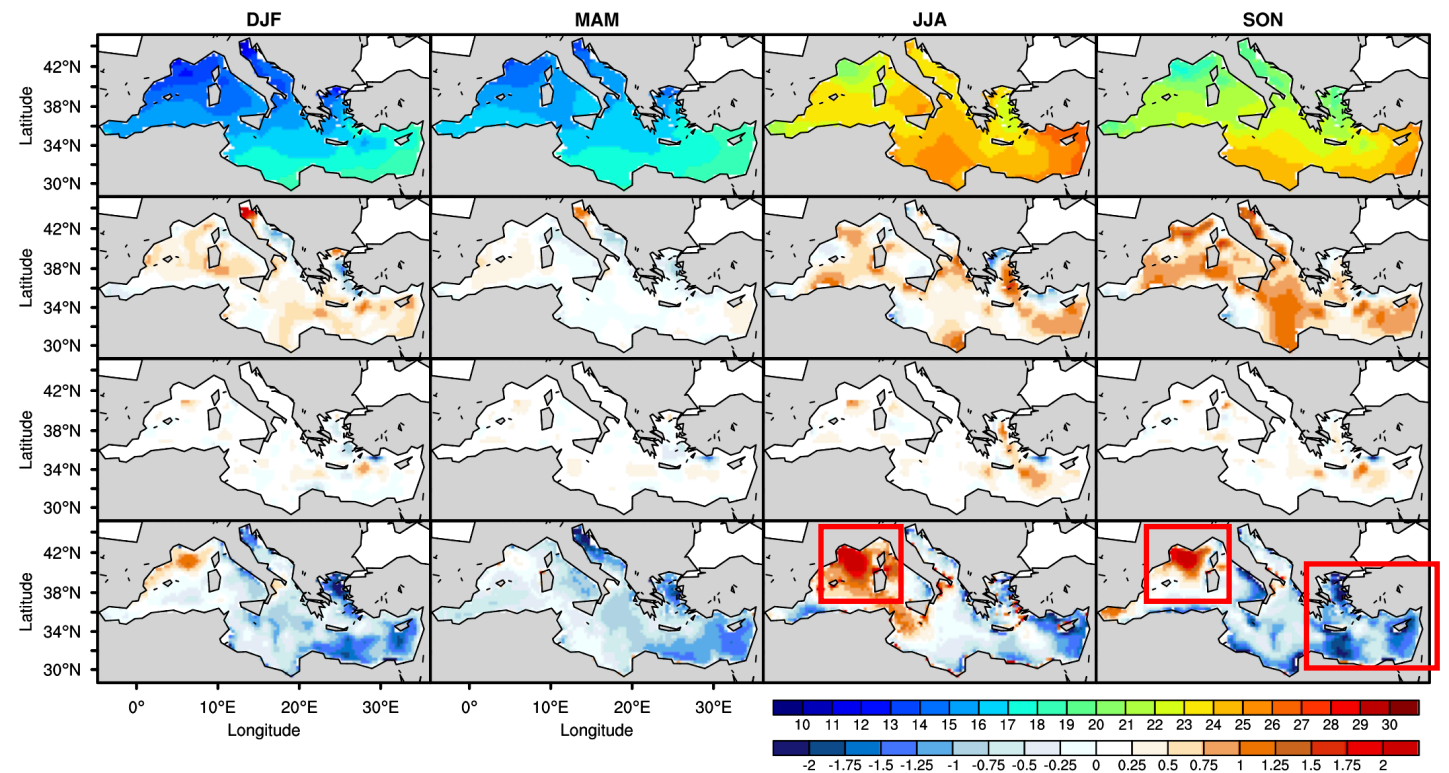 DJF MAM JJA SON
Latitude 42°N 38°N 34°N 30°N
Latitude 42°N 38°N 34°N 30°N
Latitude 42°N 38°N 34°N 30°N
Latitude 42°N 38°N 34°N 30°N
0° 10°E 20°E 30°E 0° 10°E 20°E 30°E
Longitude Longitude
10 11 12 13 14 15 16 17 18 19 20 21 22 23 24 25 26 27 28 29 30
-2 -1.75 -1.5 -1.25 -1 -0.75 -0.5 -0.25 0 0.25 0.5 0.75 1 1.25 1.5 1.75 2